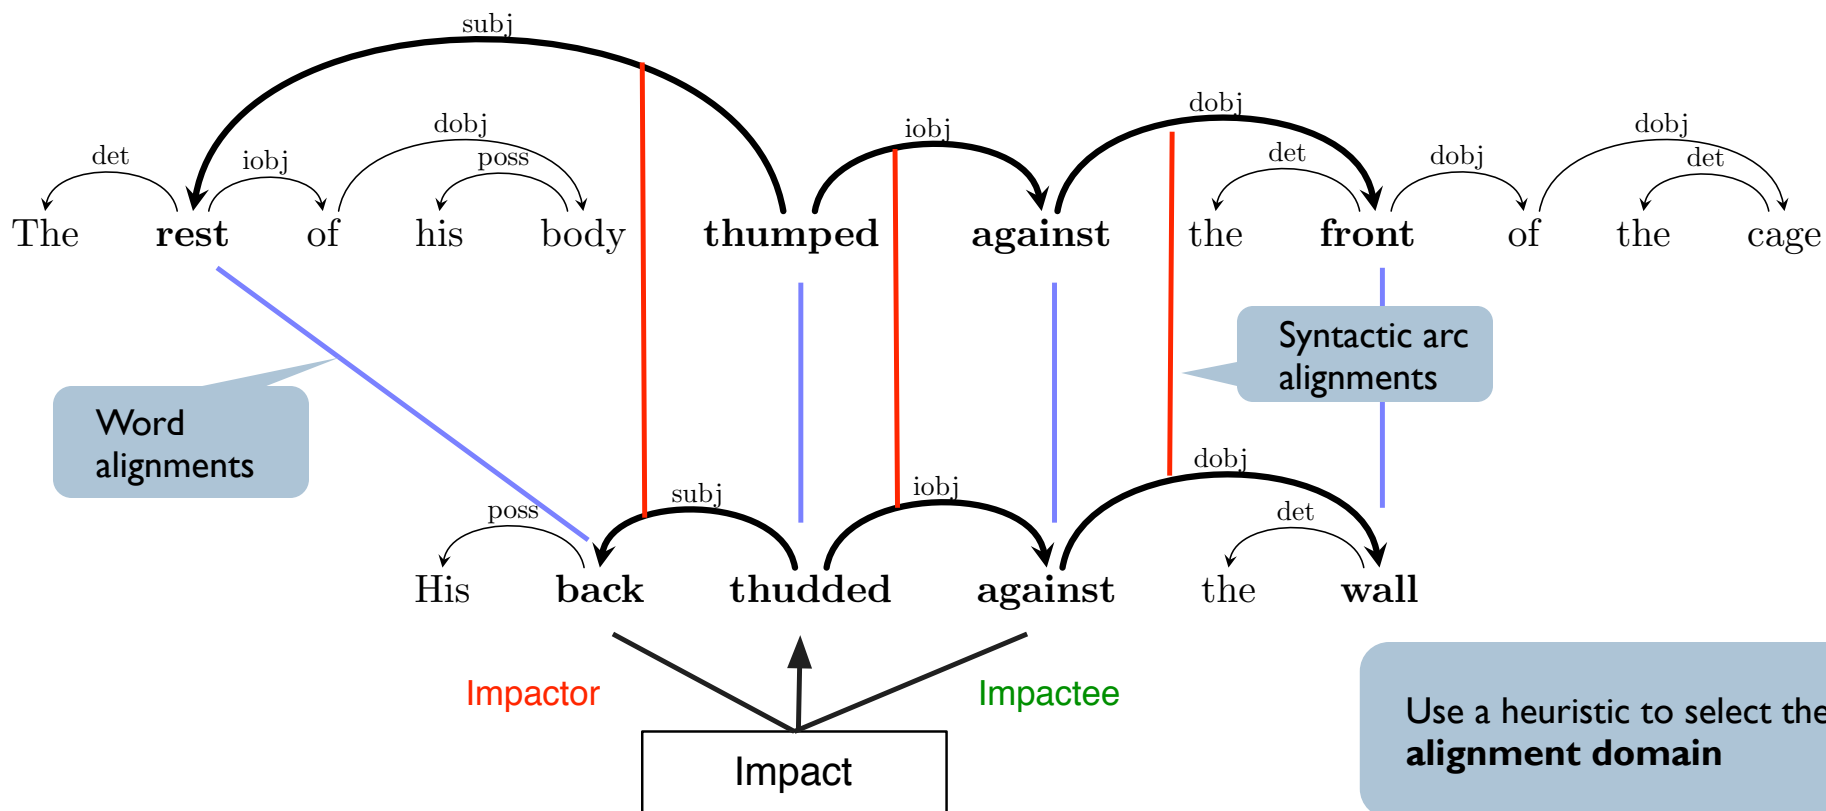 subj
dobj
dobj
dobj
iobj
det
iobj
poss
det
dobj
det
The rest of his body thumped against the front of the cage
Syntactic arc
alignments
Word
alignments
dobj
subj
iobj
poss
det
His back thudded against the wall
Impactor
Impactee
Use a heuristic to select the
alignment domain
Impact